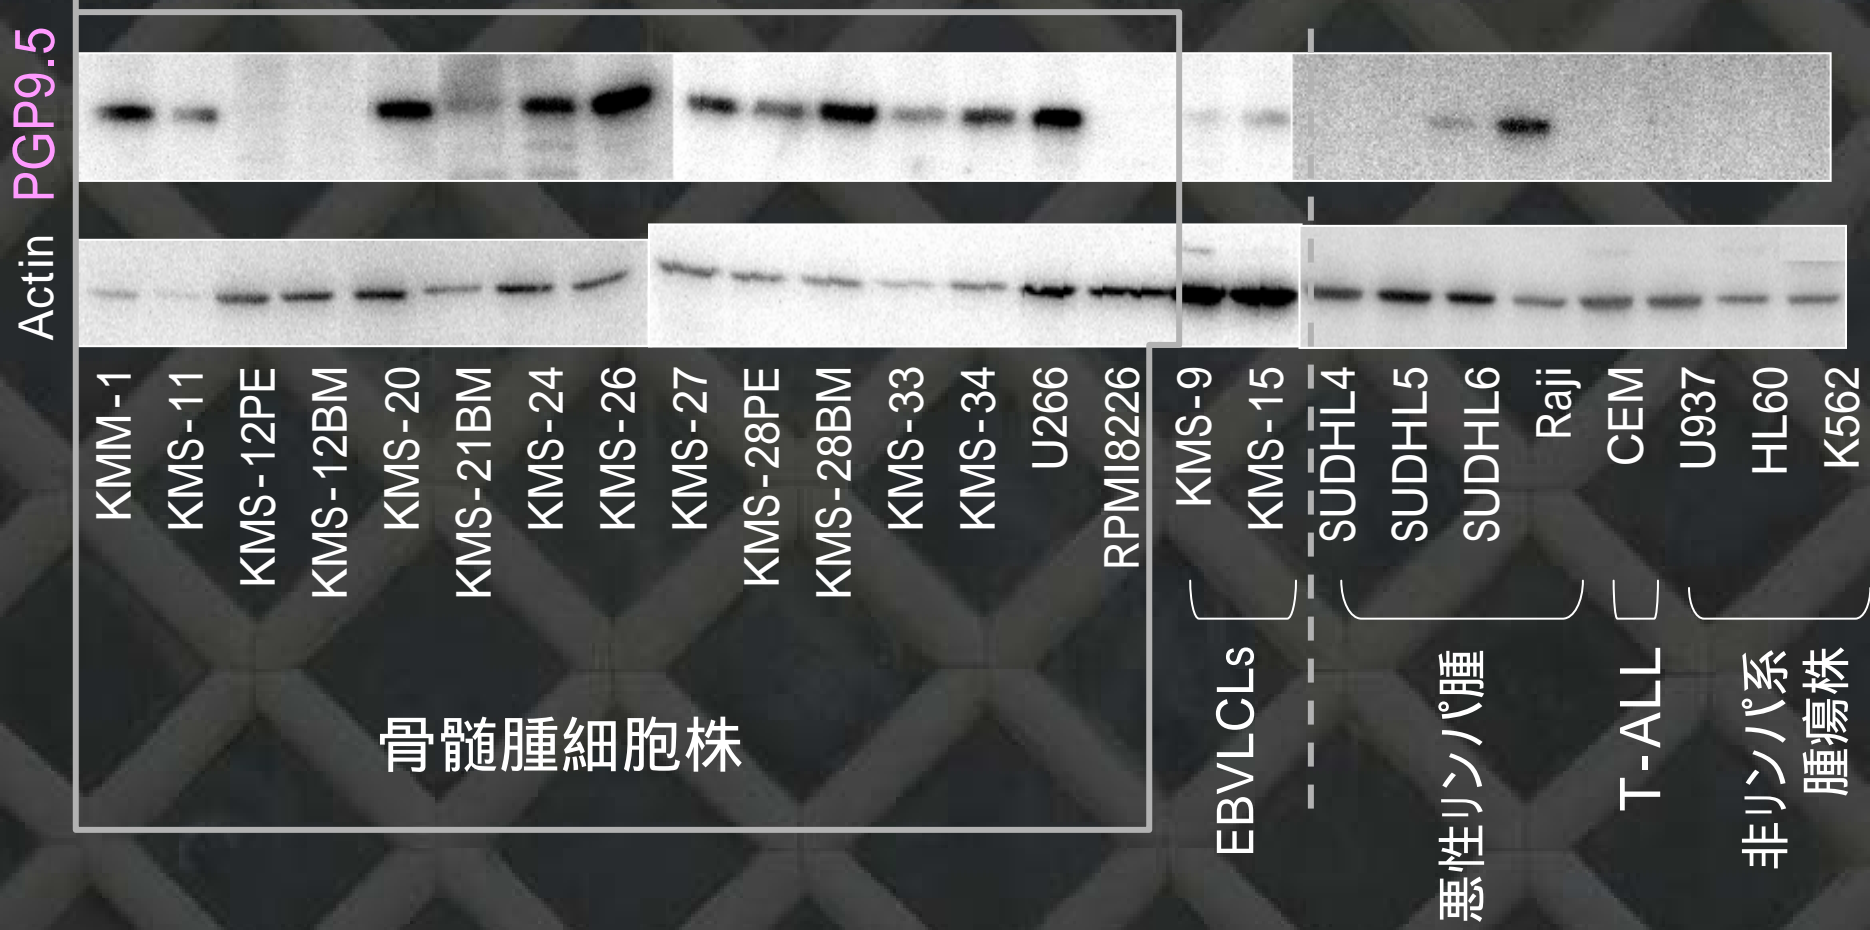 PGP9.5
Actin
KMM-1
KMS-11
KMS-12PE
KMS-12BM
KMS-20
KMS-21BM
KMS-24
KMS-26
KMS-27
KMS-28PE
KMS-28BM
KMS-33
KMS-34
U266
RPMI8226
KMS-9
KMS-15
SUDHL4
SUDHL5
SUDHL6
Raji
CEM
U937
HL60
K562
骨髄腫細胞株
EBVLCLs
悪性リンパ腫
T-ALL
非リンパ系
腫瘍株